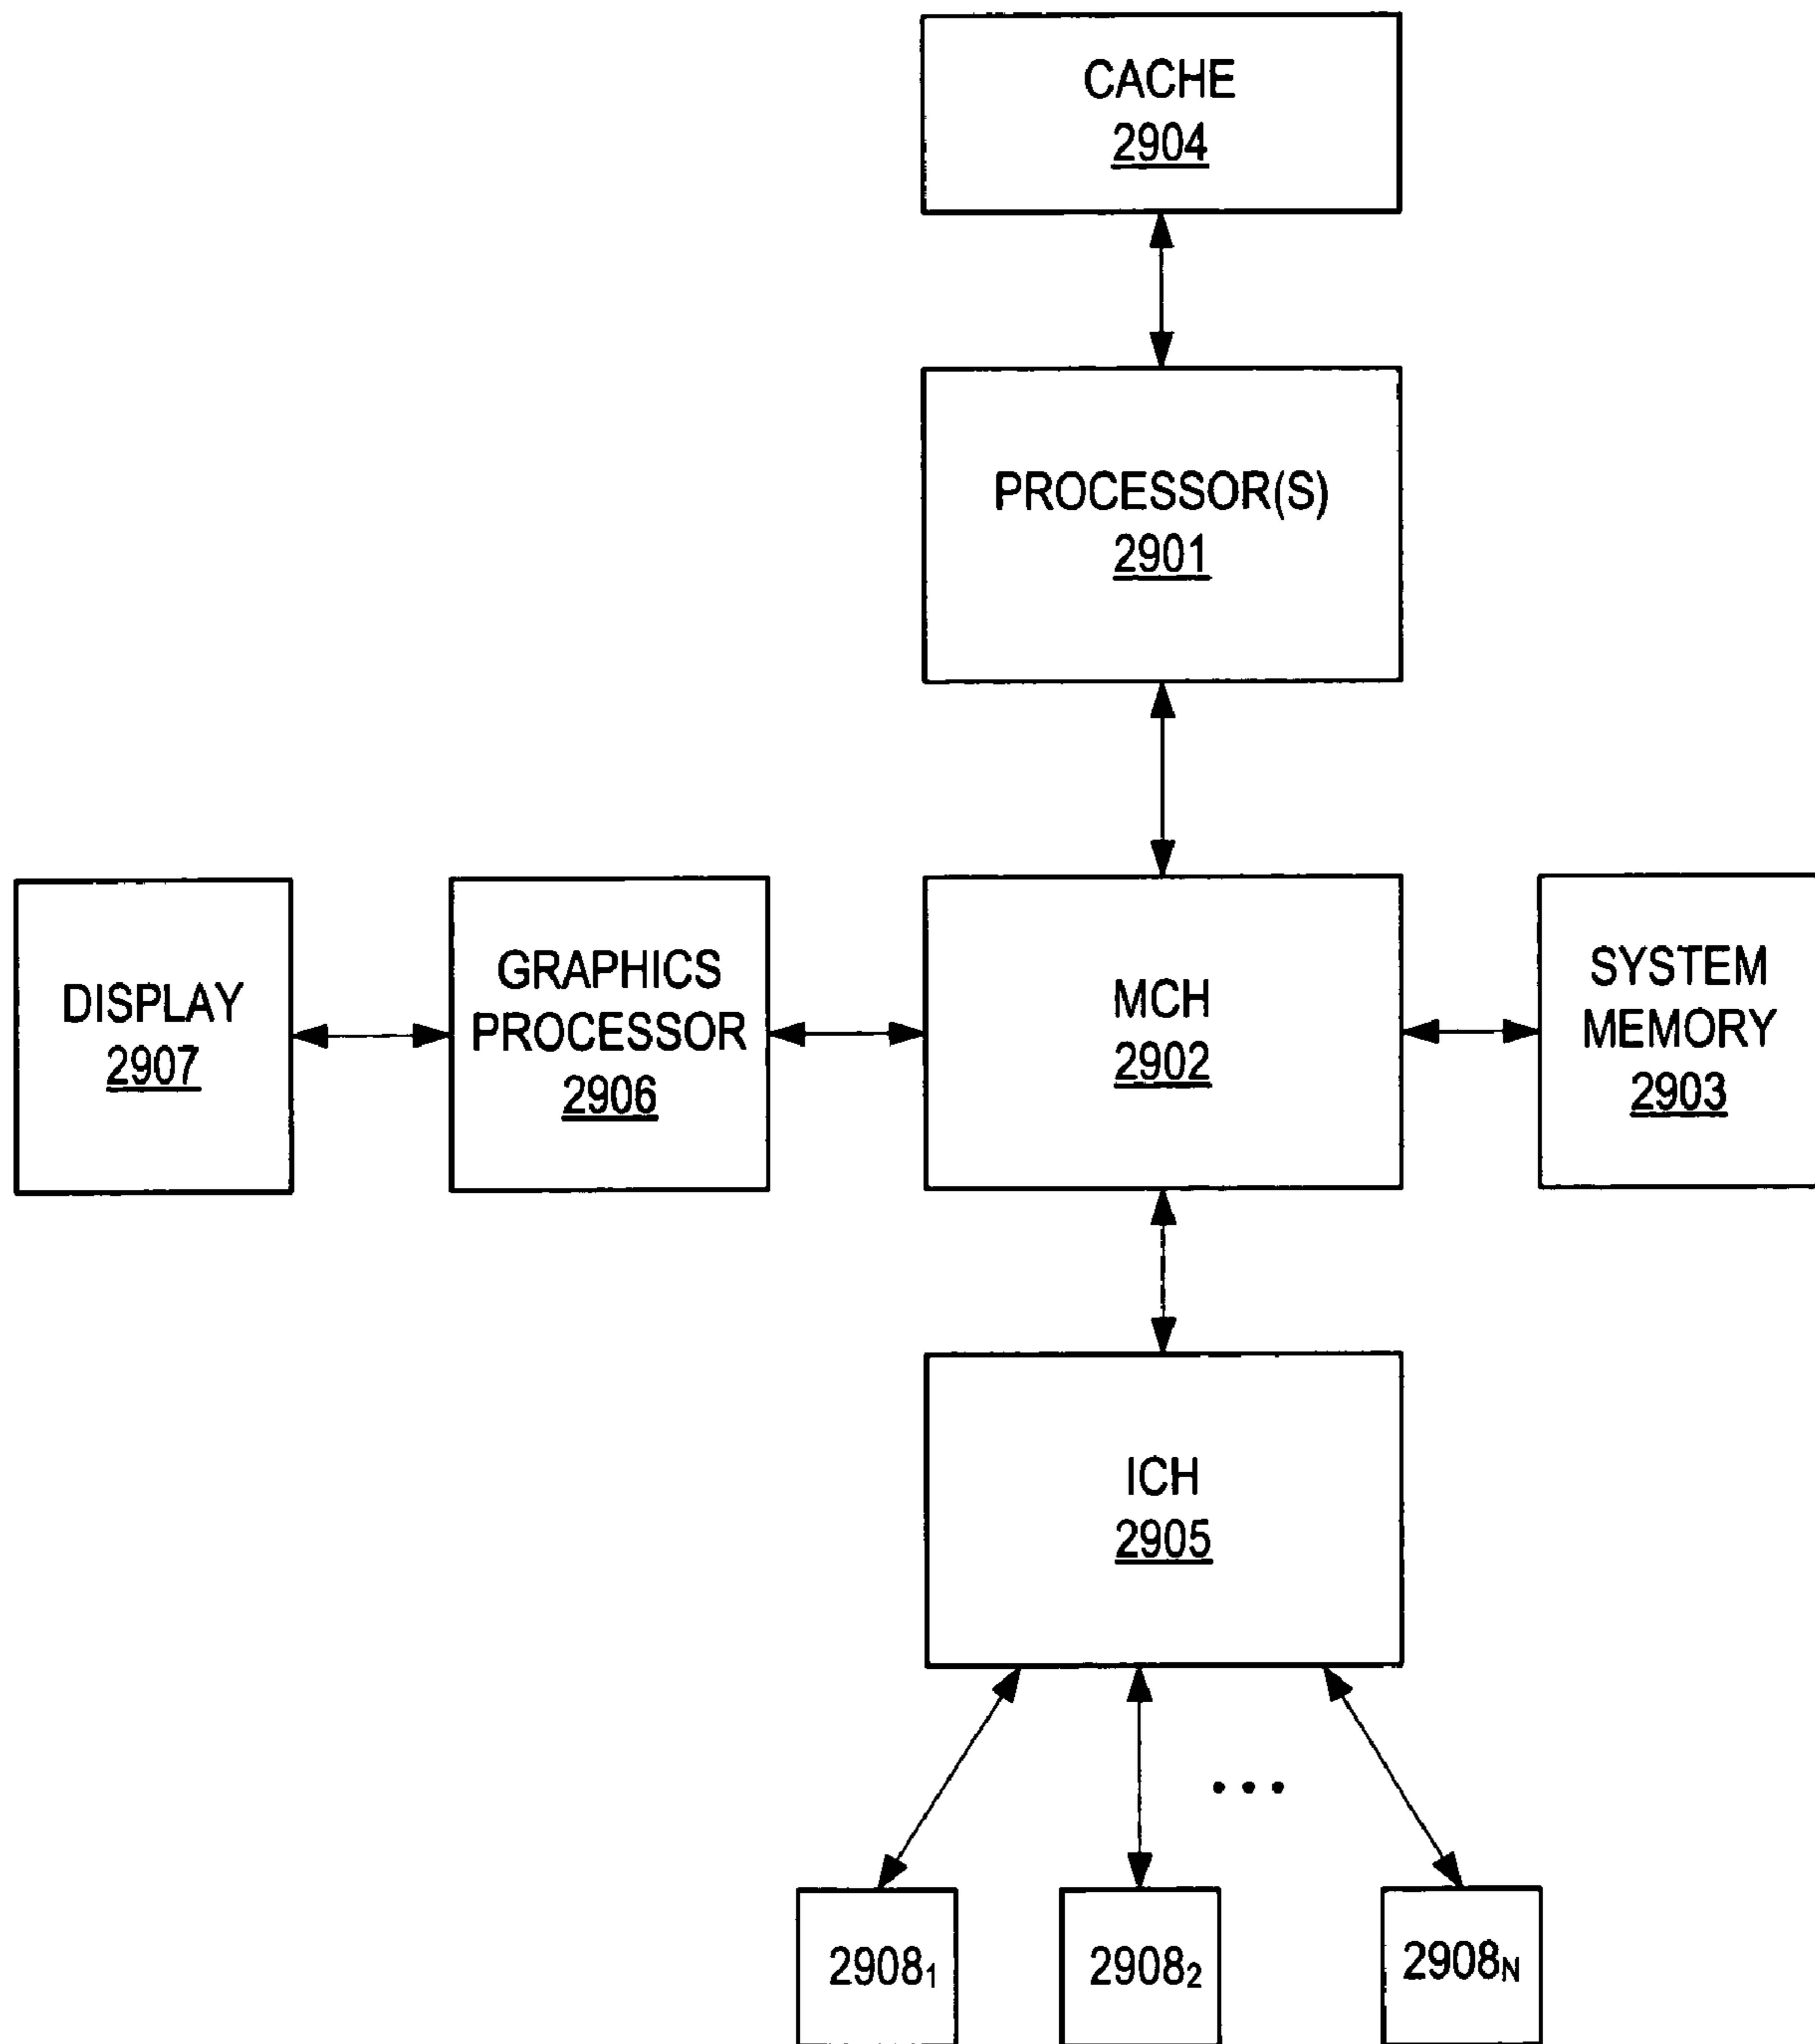 CACHE
2904
PROCESSOR(S)
2901
DISPLAY
2907
GRAPHICS
PROCESSOR
2906
MCH
2902
SYSTEM
MEMORY
2903
ICH
2905
...
2908₁
2908₂
2908N